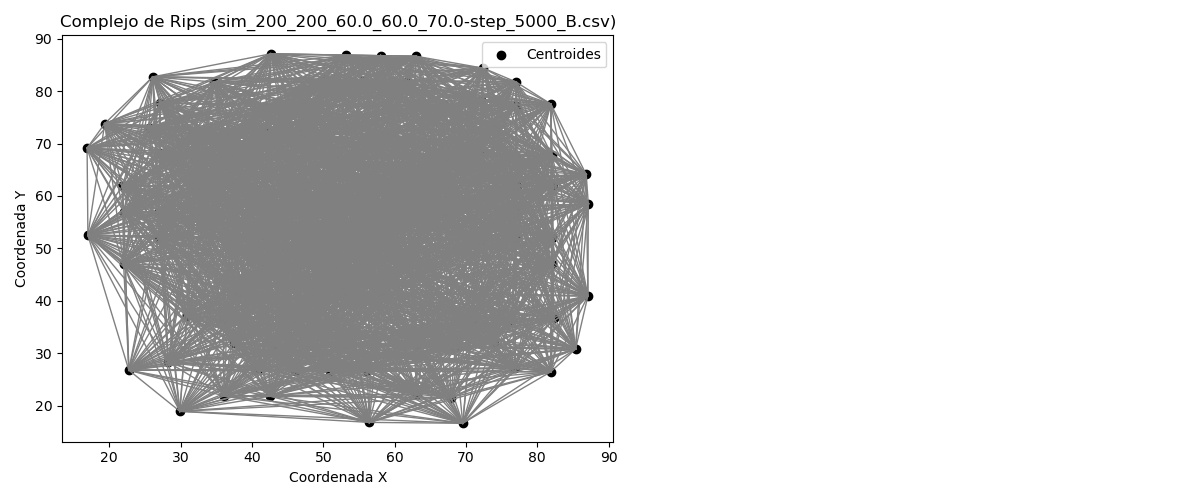 Complejo de Rips (sim_200_200_60.0_60.0_70.0-step_5000_B.csv)
Centroides
Coordenada Y
90
80
70
60
50
40
30
20
20 30 40 50 60 70 80 90
Coordenada X